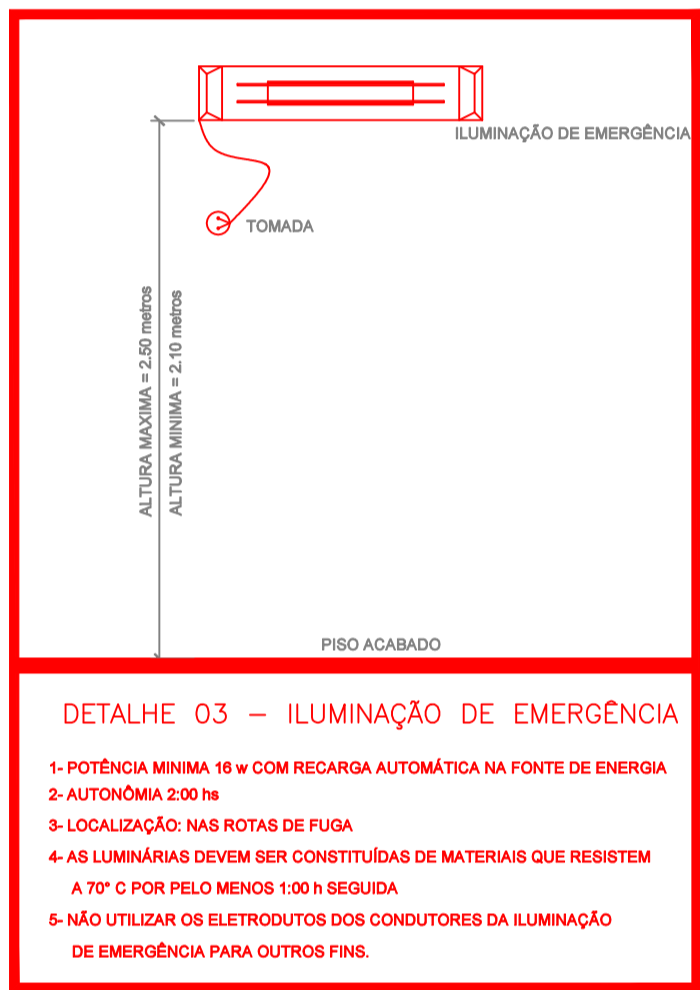 ILUMINAÇÃO DE EMERGÊNCIA
TOMADA
ALTURA MAXIMA = 2.50 metros
ALTURA MINIMA = 2.10 metros
PISO ACABADO
DETALHE 03 – ILUMINAÇÃO DE EMERGÊNCIA
1- POTÊNCIA MINIMA 16 w COM RECARGA AUTOMÁTICA NA FONTE DE ENERGIA
2- AUTONÔMIA 2:00 hs
3- LOCALIZAÇÃO: NAS ROTAS DE FUGA
4- AS LUMINÁRIAS DEVEM SER CONSTITUÍDAS DE MATERIAIS QUE RESISTEM
A 70° C POR PELO MENOS 1:00 h SEGUIDA
5- NÃO UTILIZAR OS ELETRODUTOS DOS CONDUTORES DA ILUMINAÇÃO
DE EMERGÊNCIA PARA OUTROS FINS.